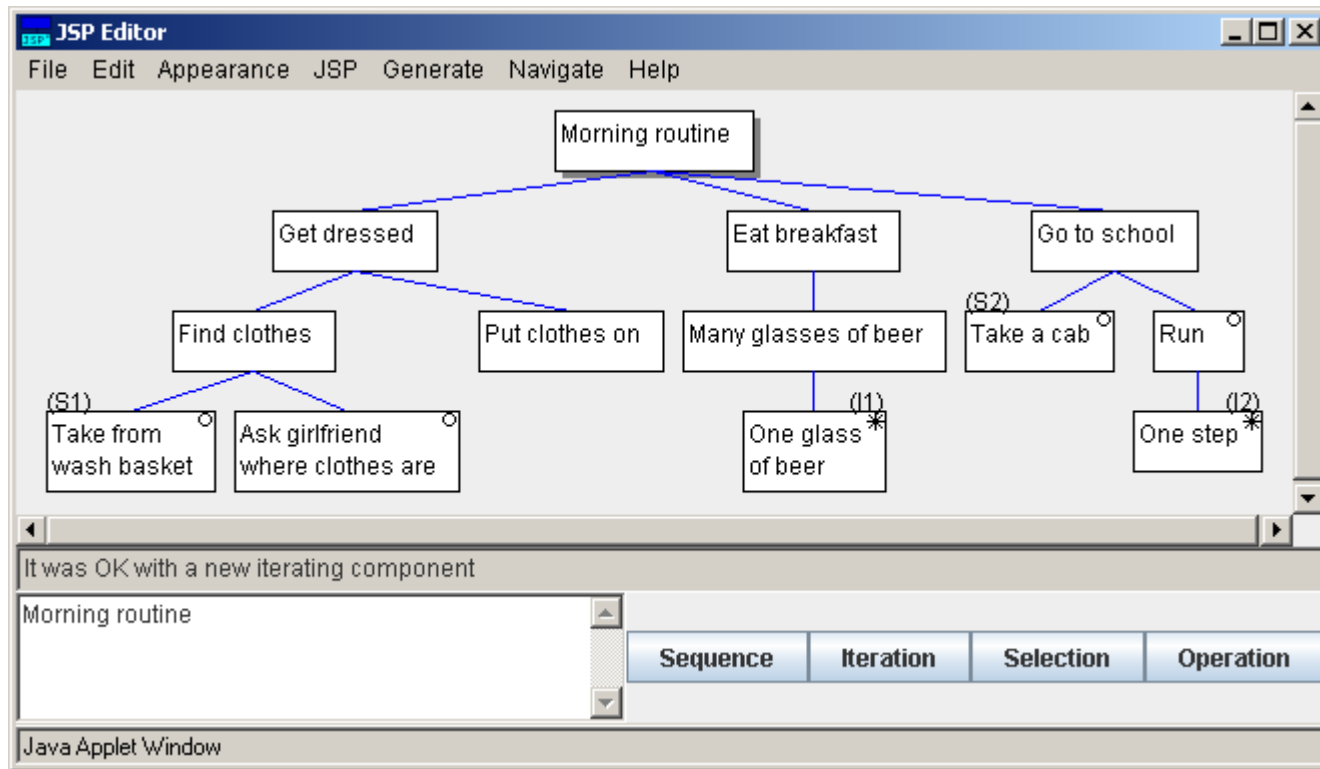 JSP Editor
File Edit Appearance JSP Generate Navigate Help
Morning routine
Get dressed
Eat breakfast
Go to school
Find clothes
Put clothes on
Many glasses of beer
(S2)
Take a cab
Run
(S1)
Take from
wash basket
Ask girlfriend
where clothes are
(I1)
One glass
of beer
(I2)
One step
It was OK with a new iterating component
Morning routine
Sequence Iteration Selection Operation
Java Applet Window